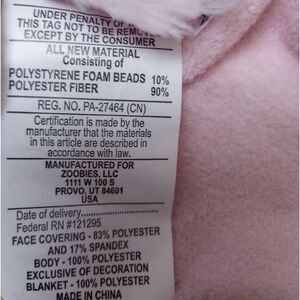 UNDER PENALTY OF
THIS TAG NOT TO BE REMOVED
EXCEPT BY THE CONSUMER
ALL NEW MATERIAL
Consisting of
POLYSTYRENE FOAM BEADS 10%
POLYESTER FIBER 90%
REG. NO. PA-27464 (CN)
Certification is made by the
manufacturer that the materials
in this article are described in
accordance with law.
MANUFACTURED FOR
ZOOBIES, LLC
1111 W 100 S
PROVO, UT 84601
USA
Date of delivery................
Federal RN #121295
FACE COVERING - 83% POLYESTER
AND 17% SPANDEX
BODY - 100% POLYESTER
EXCLUSIVE OF DECORATION
BLANKET - 100% POLYESTER
MADE IN CHINA